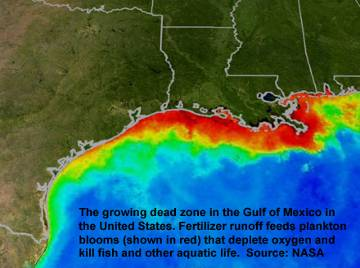 The growing dead zone in the Gulf of Mexico in
the United States. Fertilizer runoff feeds plankton
blooms (shown in red) that deplete oxygen and
kill fish and other aquatic life.  Source: NASA